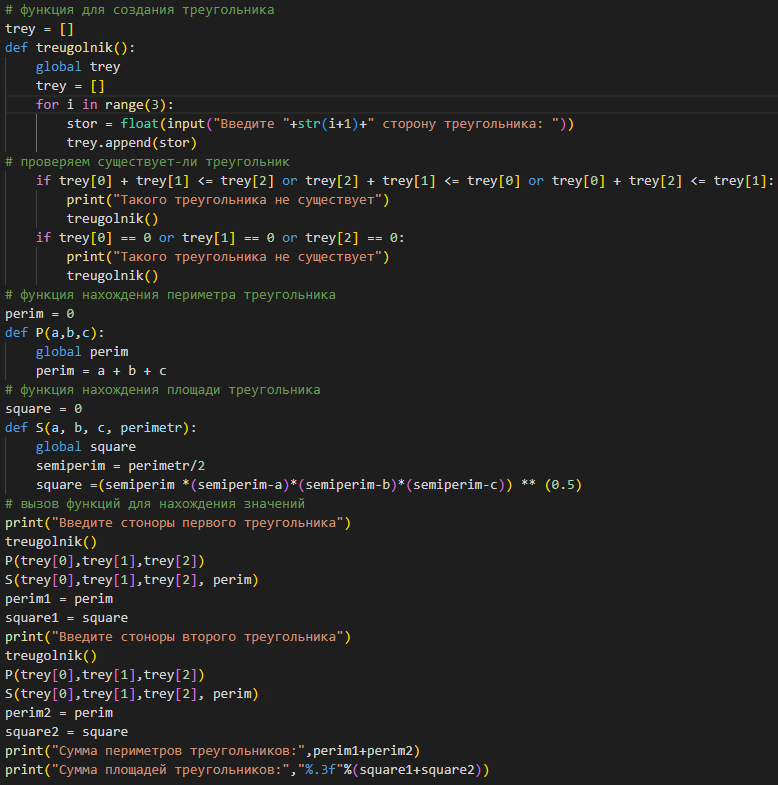 # функция для создания треугольника
trey = []
def treugolnik():
    global trey
    trey = []
    for i in range(3):
        stor = float(input("Введите "+str(i+1)+" сторону треугольника: "))
        trey.append(stor)
# проверяем существует-ли треугольник
    if trey[0] + trey[1] <= trey[2] or trey[2] + trey[1] <= trey[0] or trey[0] + trey[2] <= trey[1]:
        print("Такого треугольника не существует")
        treugolnik()
    if trey[0] == 0 or trey[1] == 0 or trey[2] == 0:
        print("Такого треугольника не существует")
        treugolnik()
# функция нахождения периметра треугольника
perim = 0
def P(a,b,c):
    global perim
    perim = a + b + c
# функция нахождения площади треугольника
square = 0
def S(a, b, c, perimetr):
    global square
    semiperim = perimetr/2
    square =(semiperim *(semiperim-a)*(semiperim-b)*(semiperim-c)) ** (0.5)
# вызов функций для нахождения значений
print("Введите стоноры первого треугольника")
treugolnik()
P(trey[0],trey[1],trey[2])
S(trey[0],trey[1],trey[2], perim)
perim1 = perim
square1 = square
print("Введите стоноры второго треугольника")
treugolnik()
P(trey[0],trey[1],trey[2])
S(trey[0],trey[1],trey[2], perim)
perim2 = perim
square2 = square
print("Сумма периметров треугольников:",perim1+perim2)
print("Сумма площадей треугольников:","%.3f"%(square1+square2))